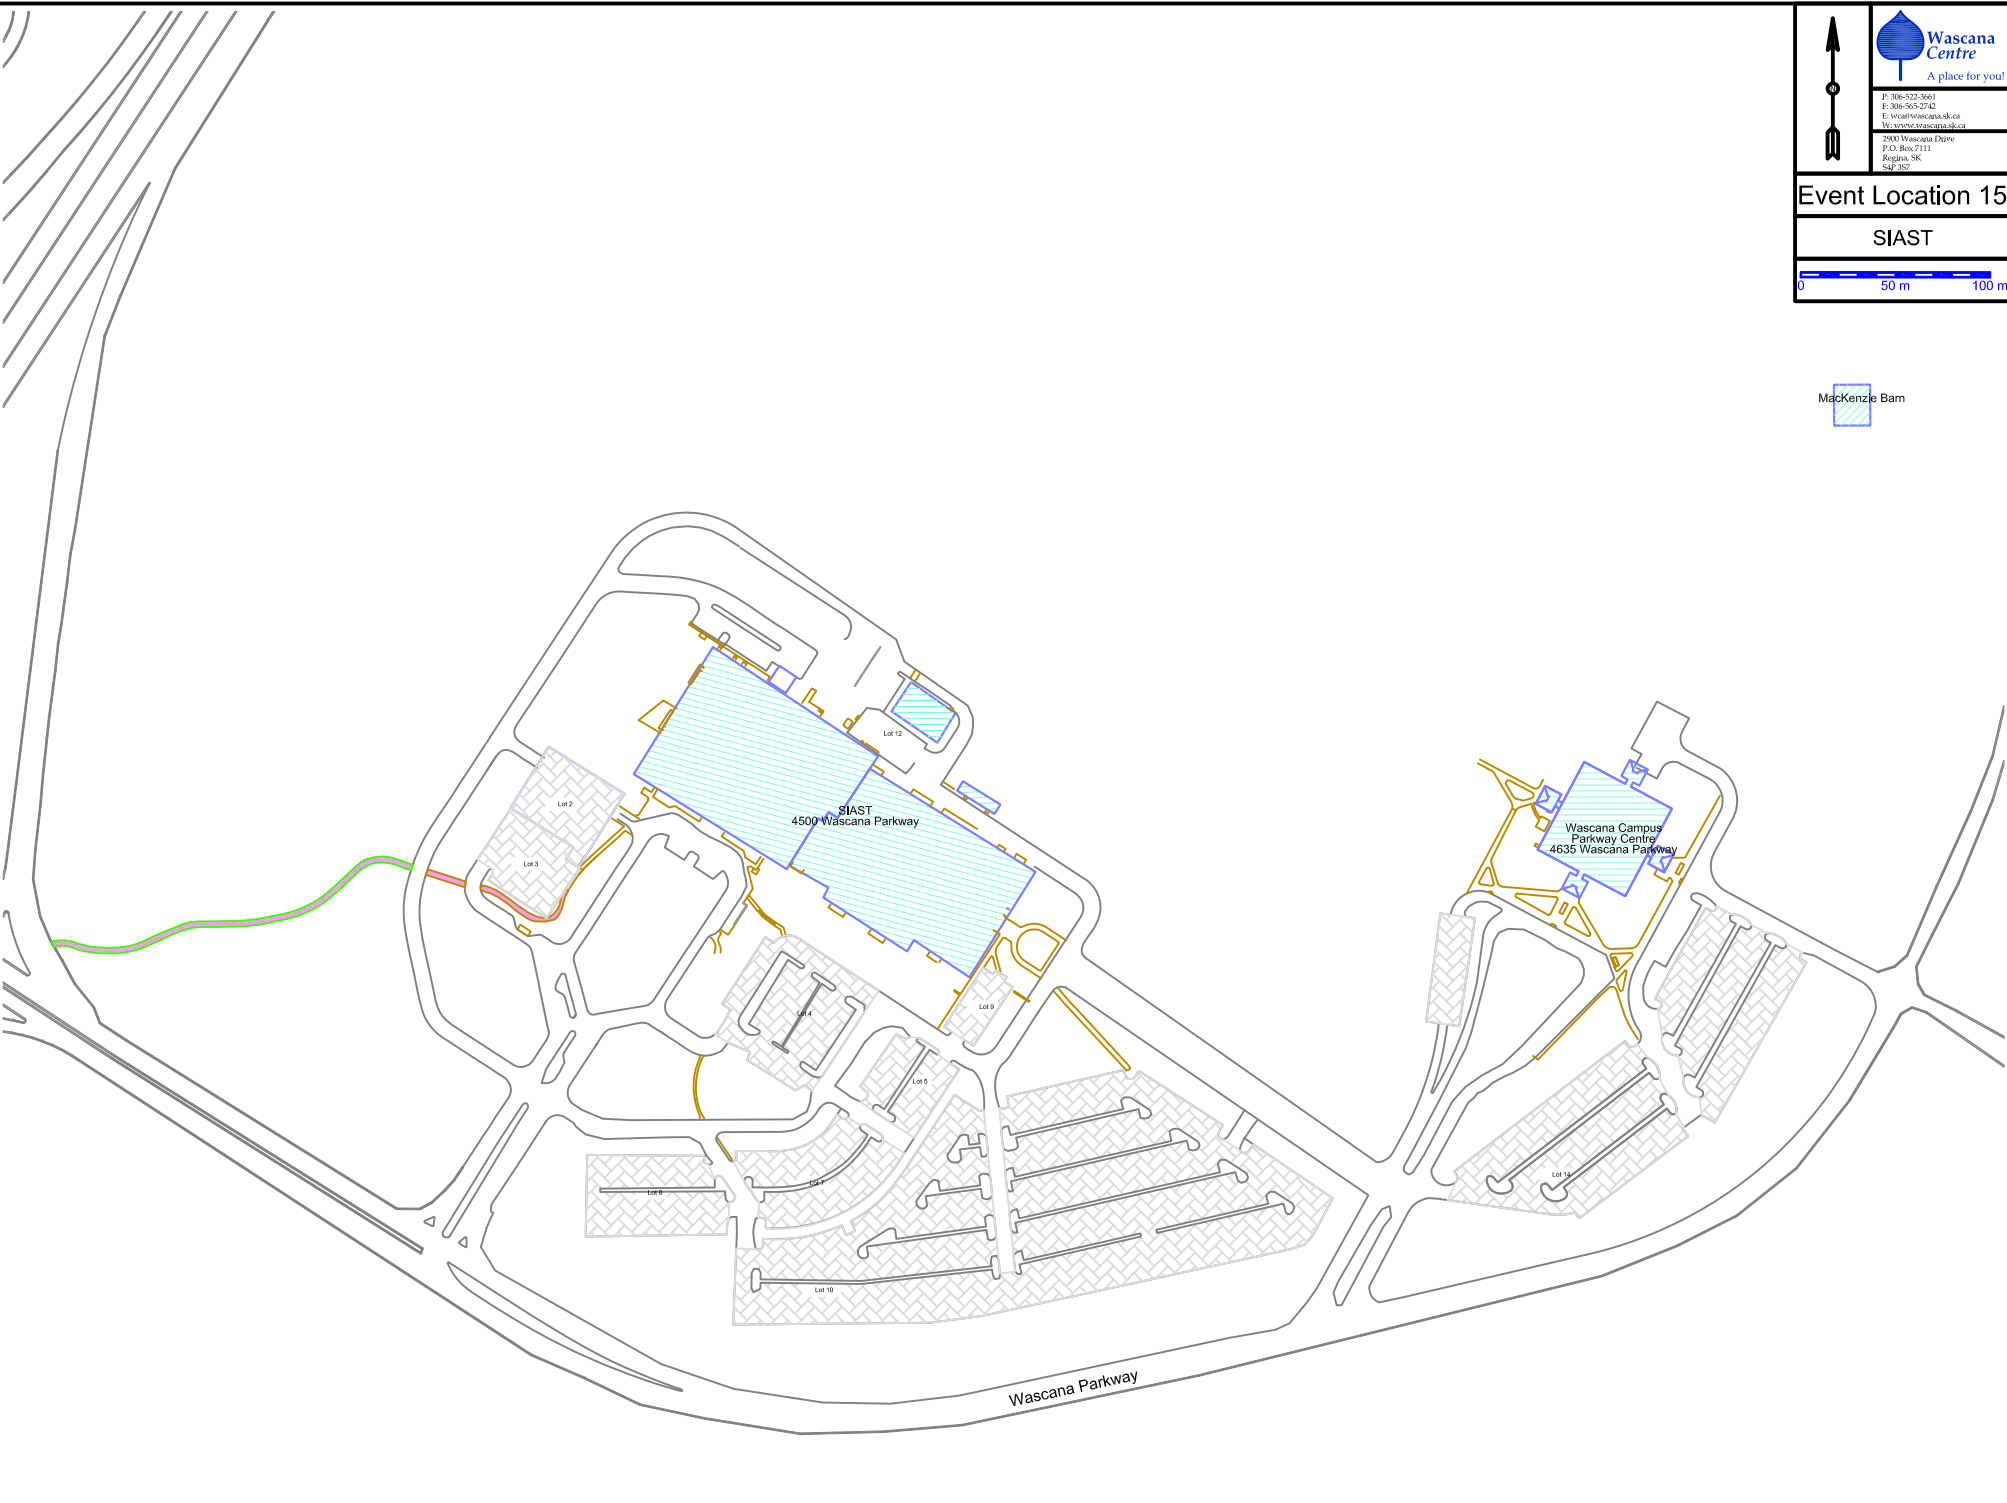 Wascana
Centre
A place for you!
P: 306-522-3661
F: 306-565-2742
E: wca@wascana.sk.ca
W: www.wascana.sk.ca
2900 Wascana Drive
P.O. Box 7111
Regina, SK
S4P 3S7
Event Location 15
SIAST
0 50 m 100 m
MacKenzie Barn
Lot 12
Lot 2
SIAST
4500 Wascana Parkway
Wascana Campus
Parkway Centre
4635 Wascana Parkway
Lot 3
Lot 9
Lot 4
Lot 5
Lot 14
Lot 7
Lot 8
Lot 10
Wascana Parkway